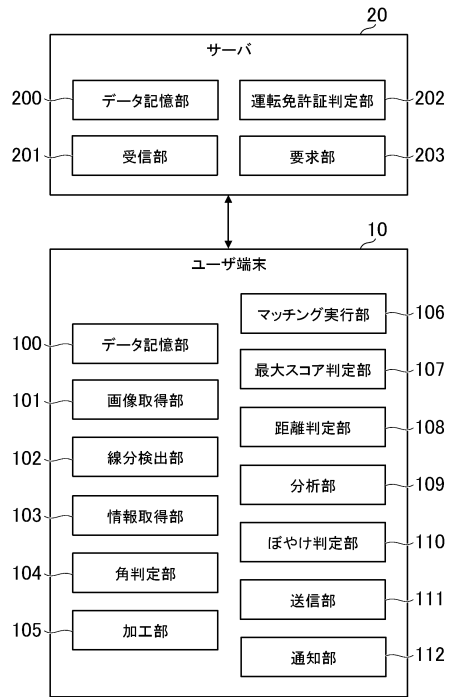 20
サーバ
200 データ記憶部 運転免許証判定部 202
201 受信部 要求部 203
10
ユーザ端末
マッチング実行部 106
100 データ記憶部
最大スコア判定部 107
101 画像取得部
距離判定部 108
102 線分検出部
分析部 109
103 情報取得部
ぼやけ判定部 110
104 角判定部
送信部 111
105 加工部
通知部 112